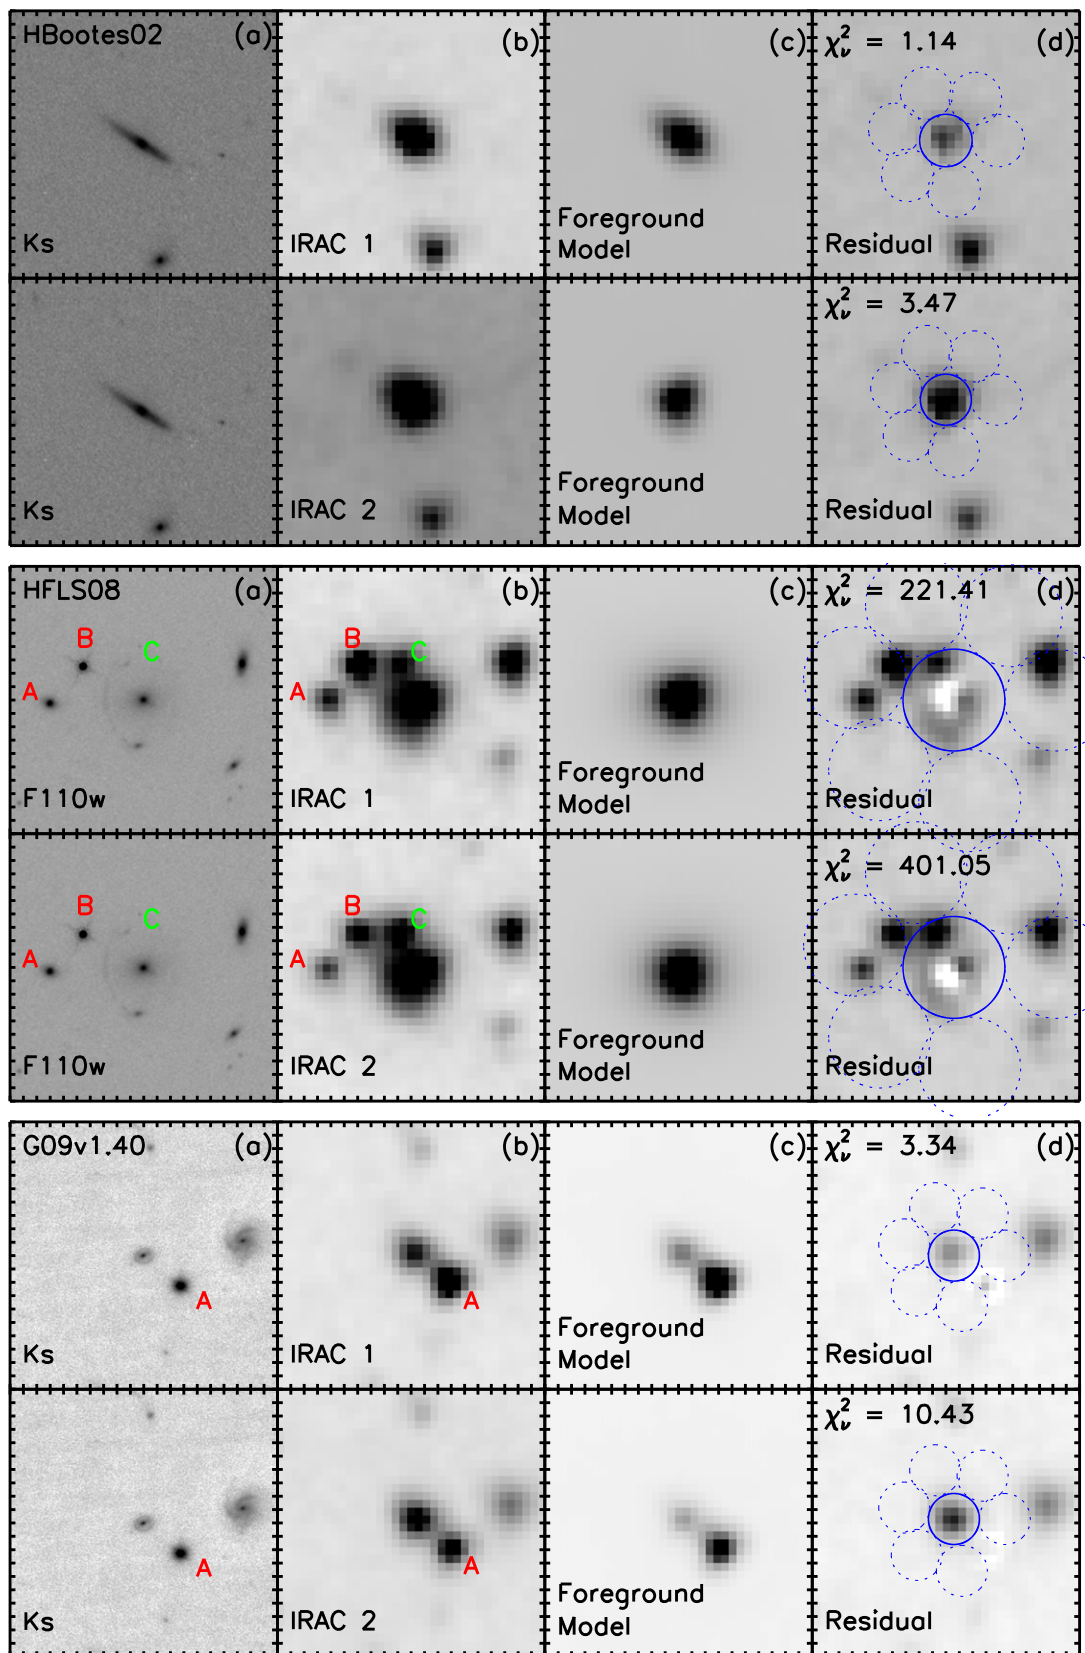 HBootes02
(a)
(b)
(c)
χ²ν = 1.14
(d)
Ks
IRAC 1
Foreground
Model
Residual
χ²ν = 3.47
Ks
IRAC 2
Foreground
Model
Residual
HFLS08
(a)
(b)
(c)
χ²ν = 221.41
(d)
B
C
A
B
C
A
F110w
IRAC 1
Foreground
Model
Residual
χ²ν = 401.05
B
C
A
B
C
A
F110w
IRAC 2
Foreground
Model
Residual
G09v1.40
(a)
(b)
(c)
χ²ν = 3.34
(d)
A
A
Ks
IRAC 1
Foreground
Model
Residual
χ²ν = 10.43
A
A
Ks
IRAC 2
Foreground
Model
Residual